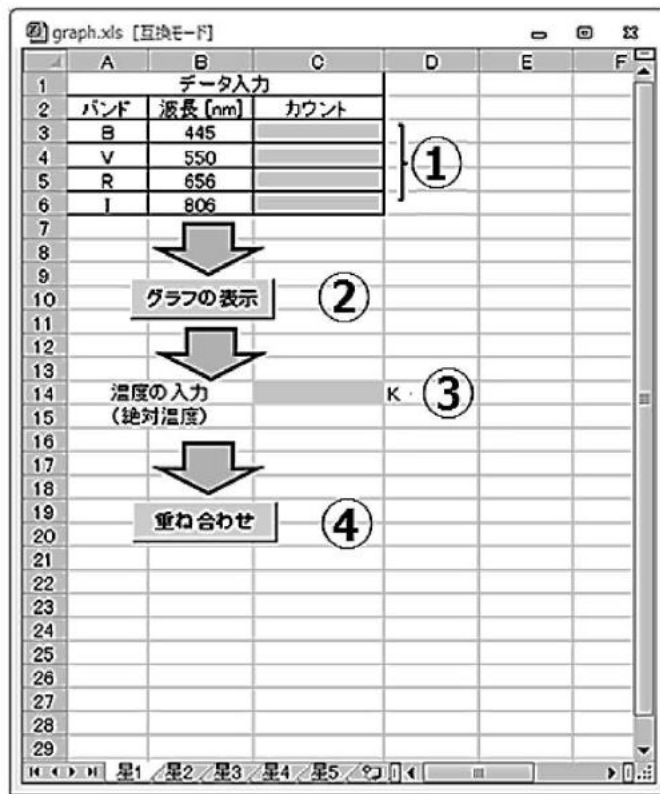 graph.xls [互換モード]
A B C D E F
1 データ入力
2 バンド 波長 [nm] カウント
3 B 445
4 V 550 ①
5 R 656
6 I 806
7
8
9
10 グラフの表示 ②
11
12
13
14 温度の入力 K ③
15 (絶対温度)
16
17
18
19 重ね合わせ ④
20
21
22
23
24
25
26
27
28
29
星1 星2 星3 星4 星5